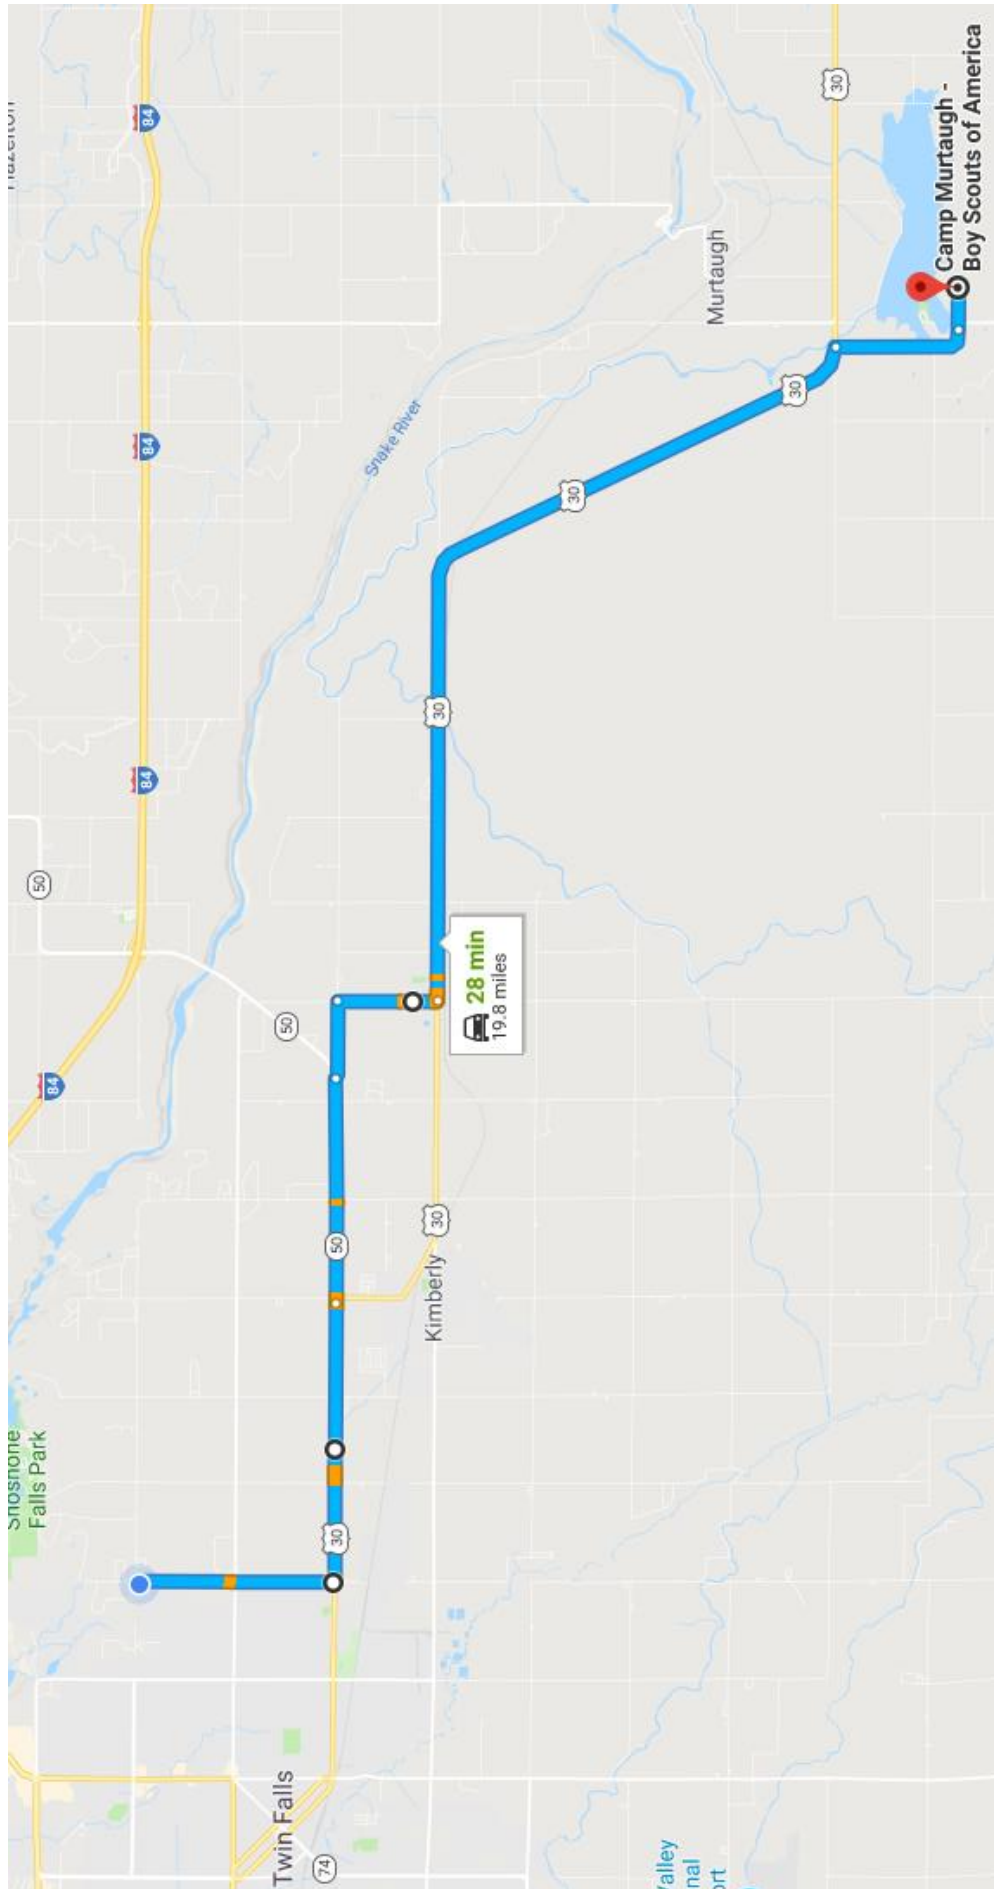 Shoshone
Falls Park
84
50
Hazelton
84
84
84
50
Twin Falls
74
30
50
Snake River
Kimberly
30
28 min
19.8 miles
30
30
Murtaugh
30
30
Valley
nal
ort
Camp Murtaugh -
Boy Scouts of America